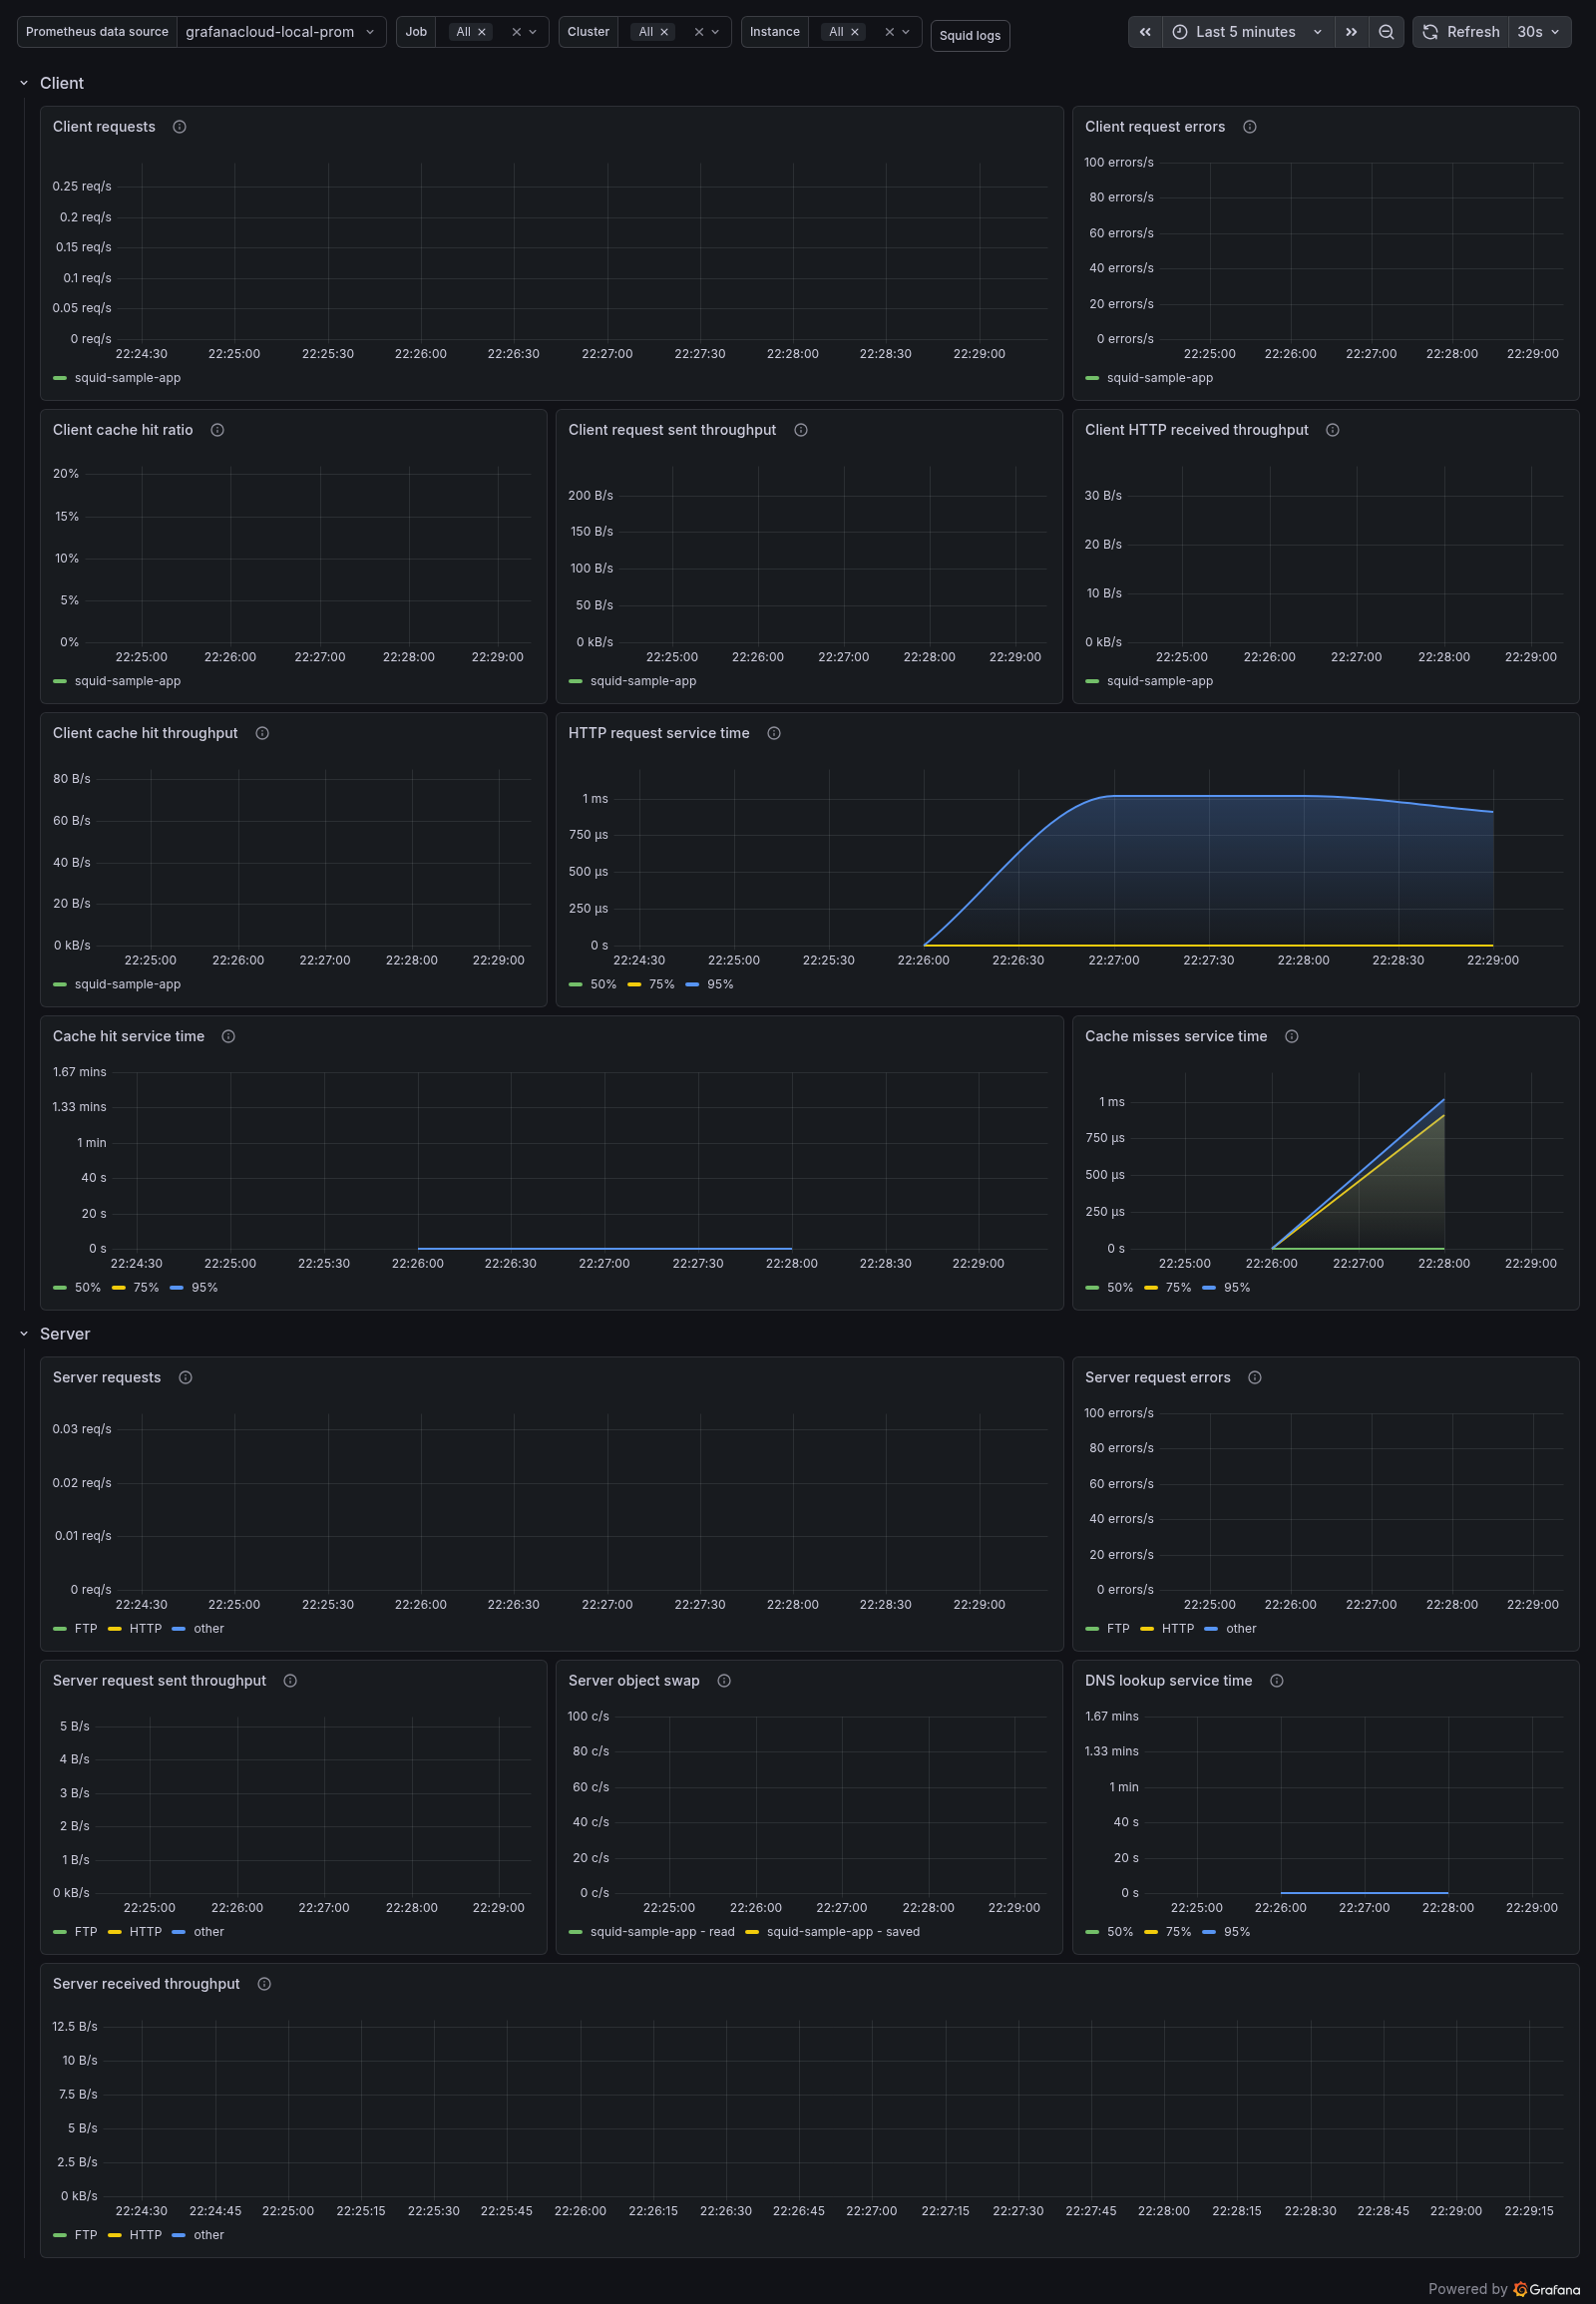 Prometheus data source grafanacloud-local-prom Job All Cluster All Instance All Squid logs Last 5 minutes Refresh 30s
Client
Client requests
0.25 req/s
0.2 req/s
0.15 req/s
0.1 req/s
0.05 req/s
0 req/s
22:24:30 22:25:00 22:25:30 22:26:00 22:26:30 22:27:00 22:27:30 22:28:00 22:28:30 22:29:00
squid-sample-app
Client request errors
100 errors/s
80 errors/s
60 errors/s
40 errors/s
20 errors/s
0 errors/s
22:25:00 22:26:00 22:27:00 22:28:00 22:29:00
squid-sample-app
Client cache hit ratio
20%
15%
10%
5%
0%
22:25:00 22:26:00 22:27:00 22:28:00 22:29:00
squid-sample-app
Client request sent throughput
200 B/s
150 B/s
100 B/s
50 B/s
0 kB/s
22:25:00 22:26:00 22:27:00 22:28:00 22:29:00
squid-sample-app
Client HTTP received throughput
30 B/s
20 B/s
10 B/s
0 kB/s
22:25:00 22:26:00 22:27:00 22:28:00 22:29:00
squid-sample-app
Client cache hit throughput
80 B/s
60 B/s
40 B/s
20 B/s
0 kB/s
22:25:00 22:26:00 22:27:00 22:28:00 22:29:00
squid-sample-app
HTTP request service time
1 ms
750 µs
500 µs
250 µs
0 s
22:24:30 22:25:00 22:25:30 22:26:00 22:26:30 22:27:00 22:27:30 22:28:00 22:28:30 22:29:00
50% 75% 95%
Cache hit service time
1.67 mins
1.33 mins
1 min
40 s
20 s
0 s
22:24:30 22:25:00 22:25:30 22:26:00 22:26:30 22:27:00 22:27:30 22:28:00 22:28:30 22:29:00
50% 75% 95%
Cache misses service time
1 ms
750 µs
500 µs
250 µs
0 s
22:25:00 22:26:00 22:27:00 22:28:00 22:29:00
50% 75% 95%
Server
Server requests
0.03 req/s
0.02 req/s
0.01 req/s
0 req/s
22:24:30 22:25:00 22:25:30 22:26:00 22:26:30 22:27:00 22:27:30 22:28:00 22:28:30 22:29:00
FTP HTTP other
Server request errors
100 errors/s
80 errors/s
60 errors/s
40 errors/s
20 errors/s
0 errors/s
22:25:00 22:26:00 22:27:00 22:28:00 22:29:00
FTP HTTP other
Server request sent throughput
5 B/s
4 B/s
3 B/s
2 B/s
1 B/s
0 kB/s
22:25:00 22:26:00 22:27:00 22:28:00 22:29:00
FTP HTTP other
Server object swap
100 c/s
80 c/s
60 c/s
40 c/s
20 c/s
0 c/s
22:25:00 22:26:00 22:27:00 22:28:00 22:29:00
squid-sample-app - read squid-sample-app - saved
DNS lookup service time
1.67 mins
1.33 mins
1 min
40 s
20 s
0 s
22:25:00 22:26:00 22:27:00 22:28:00 22:29:00
50% 75% 95%
Server received throughput
12.5 B/s
10 B/s
7.5 B/s
5 B/s
2.5 B/s
0 kB/s
22:24:30 22:24:45 22:25:00 22:25:15 22:25:30 22:25:45 22:26:00 22:26:15 22:26:30 22:26:45 22:27:00 22:27:15 22:27:30 22:27:45 22:28:00 22:28:15 22:28:30 22:28:45 22:29:00 22:29:15
FTP HTTP other
Powered by Grafana